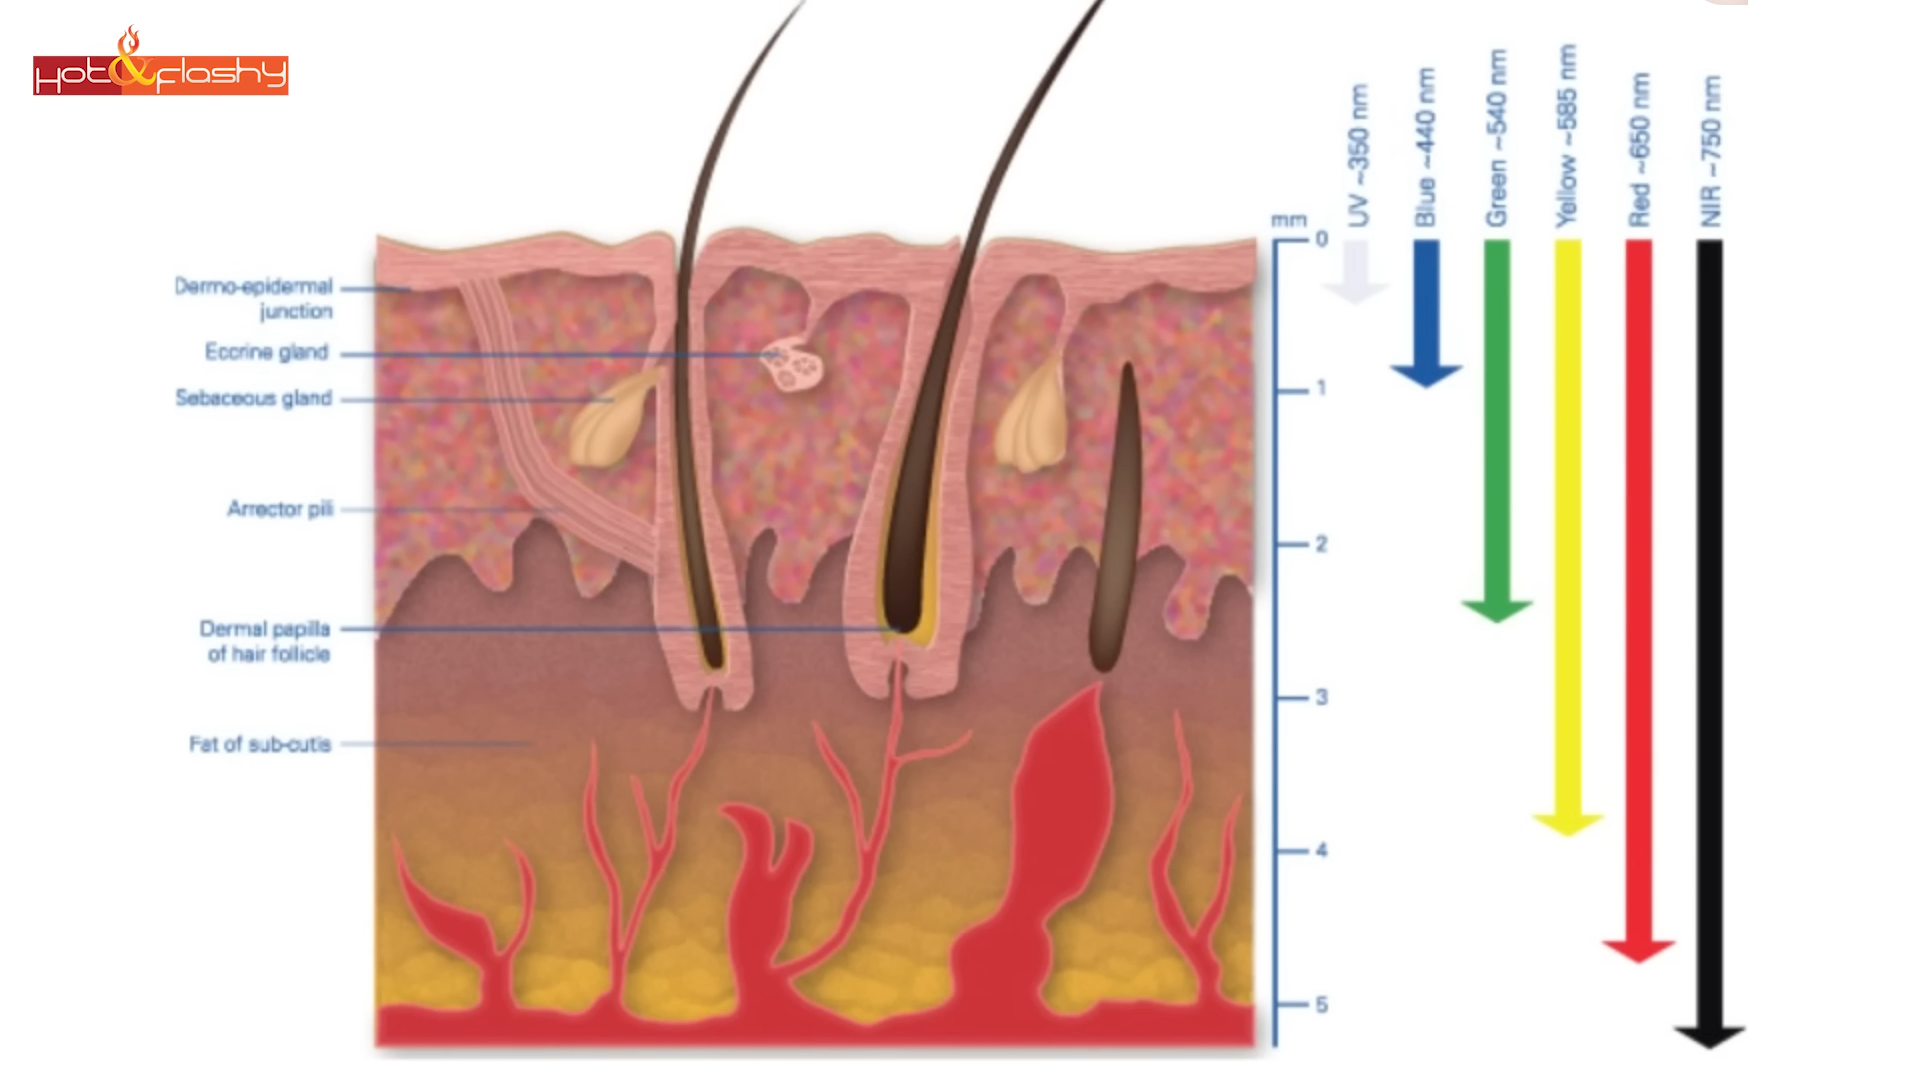 Hot&flashy
UV ~350 nm
Blue ~440 nm
Green ~540 nm
Yellow ~585 nm
Red ~650 nm
NIR ~750 nm
mm
0
Dermo-epidermal
junction
Eccrine gland
Sebaceous gland
1
Arrector pili
2
Dermal papilla
of hair follicle
3
Fat of sub-cutis
4
5